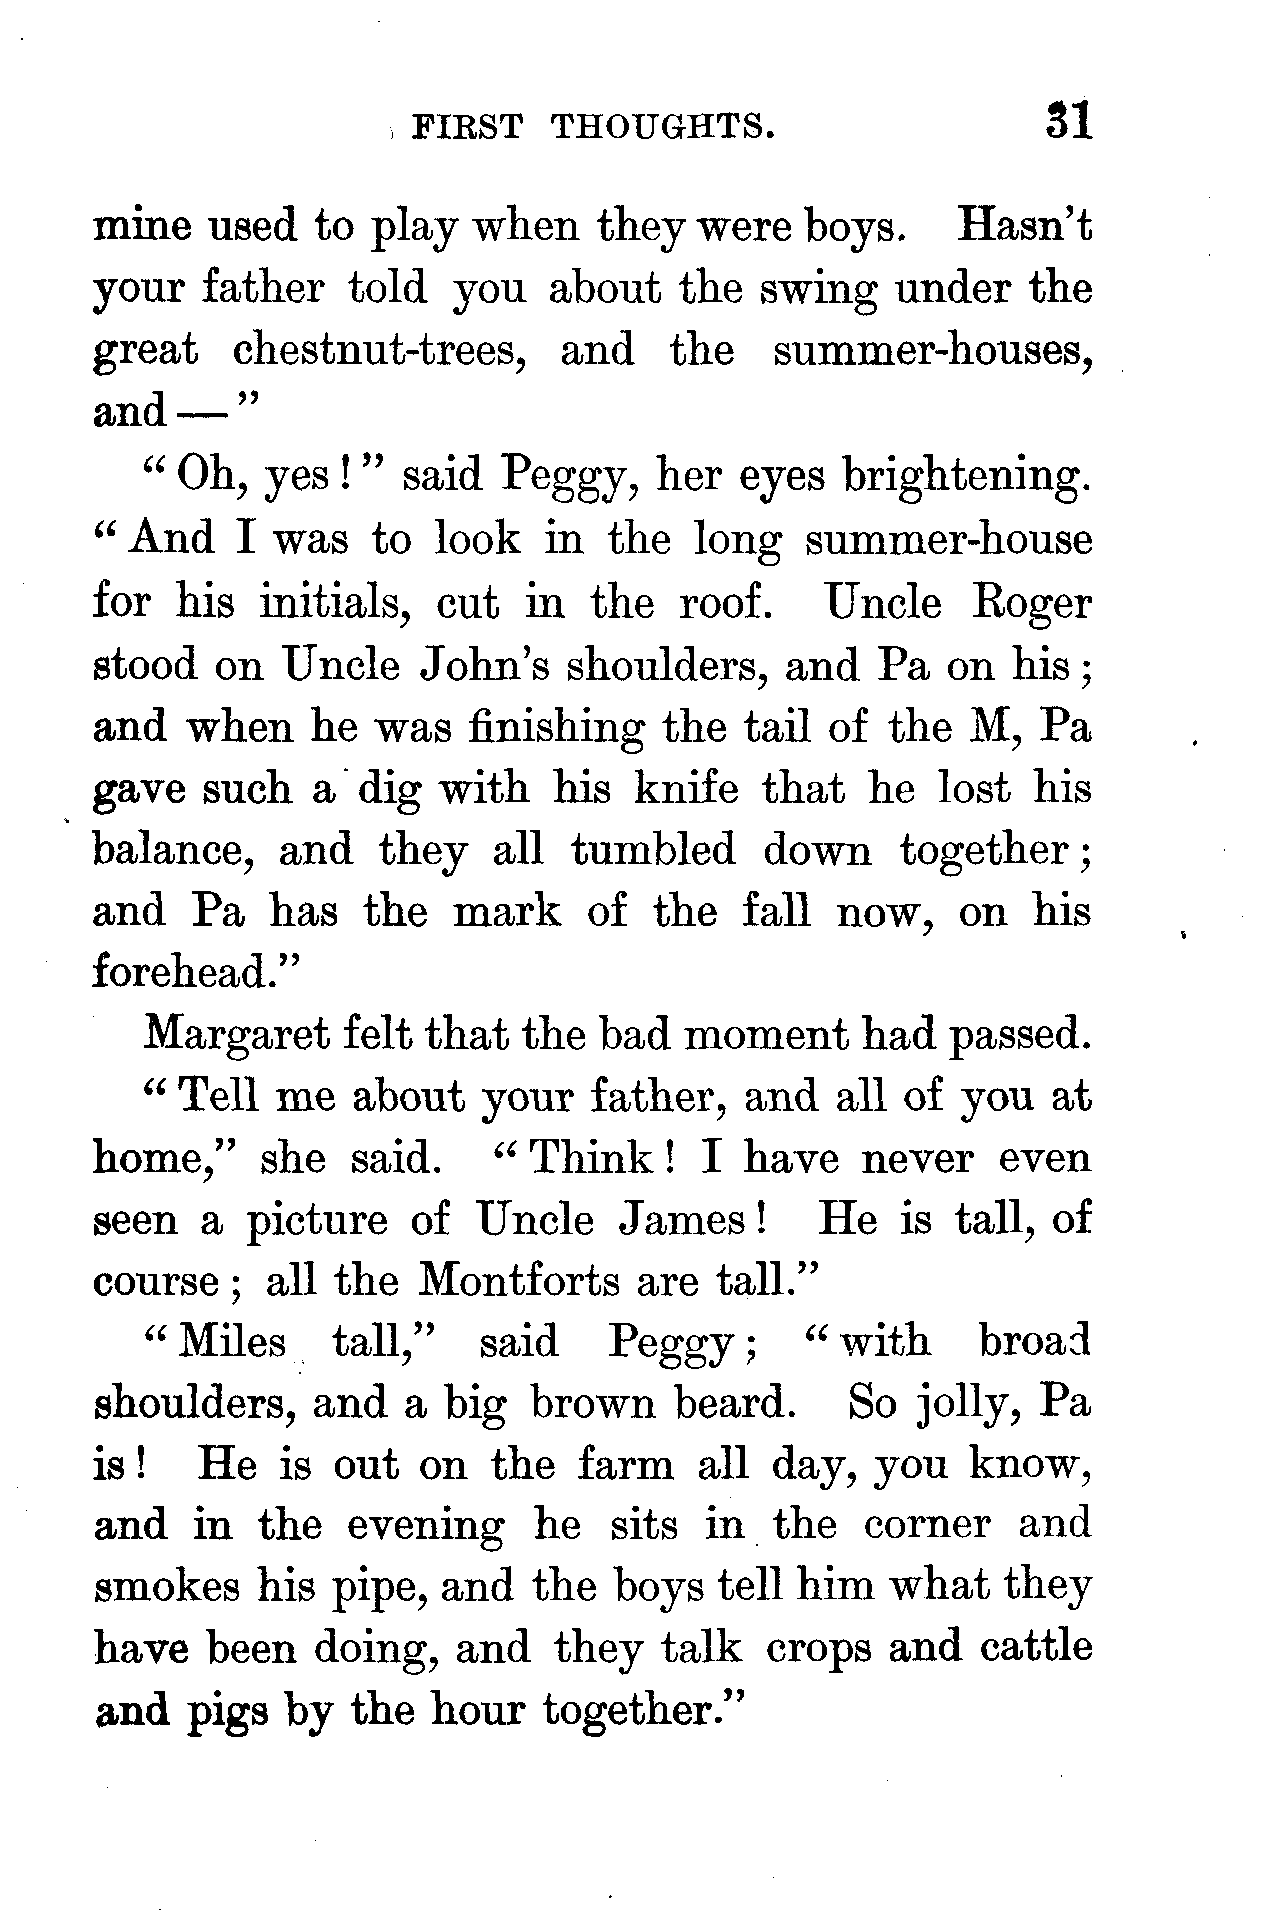 FIRST THOUGHTS. 31
mine used to play when they were boys. Hasn't
your father told you about the swing under the
great chestnut-trees, and the summer-houses,
and — "
" Oh, yes ! " said Peggy, her eyes brightening.
" And I was to look in the long summer-house
for his initials, cut in the roof. Uncle Roger
stood on Uncle John's shoulders, and Pa on his ;
and when he was finishing the tail of the M, Pa
gave such a dig with his knife that he lost his
balance, and they all tumbled down together ;
and Pa has the mark of the fall now, on his
forehead."
Margaret felt that the bad moment had passed.
" Tell me about your father, and all of you at
home," she said. " Think ! I have never even
seen a picture of Uncle James ! He is tall, of
course ; all the Montforts are tall."
" Miles tall," said Peggy ; " with broad
shoulders, and a big brown beard. So jolly, Pa
is ! He is out on the farm all day, you know,
and in the evening he sits in the corner and
smokes his pipe, and the boys tell him what they
have been doing, and they talk crops and cattle
and pigs by the hour together."